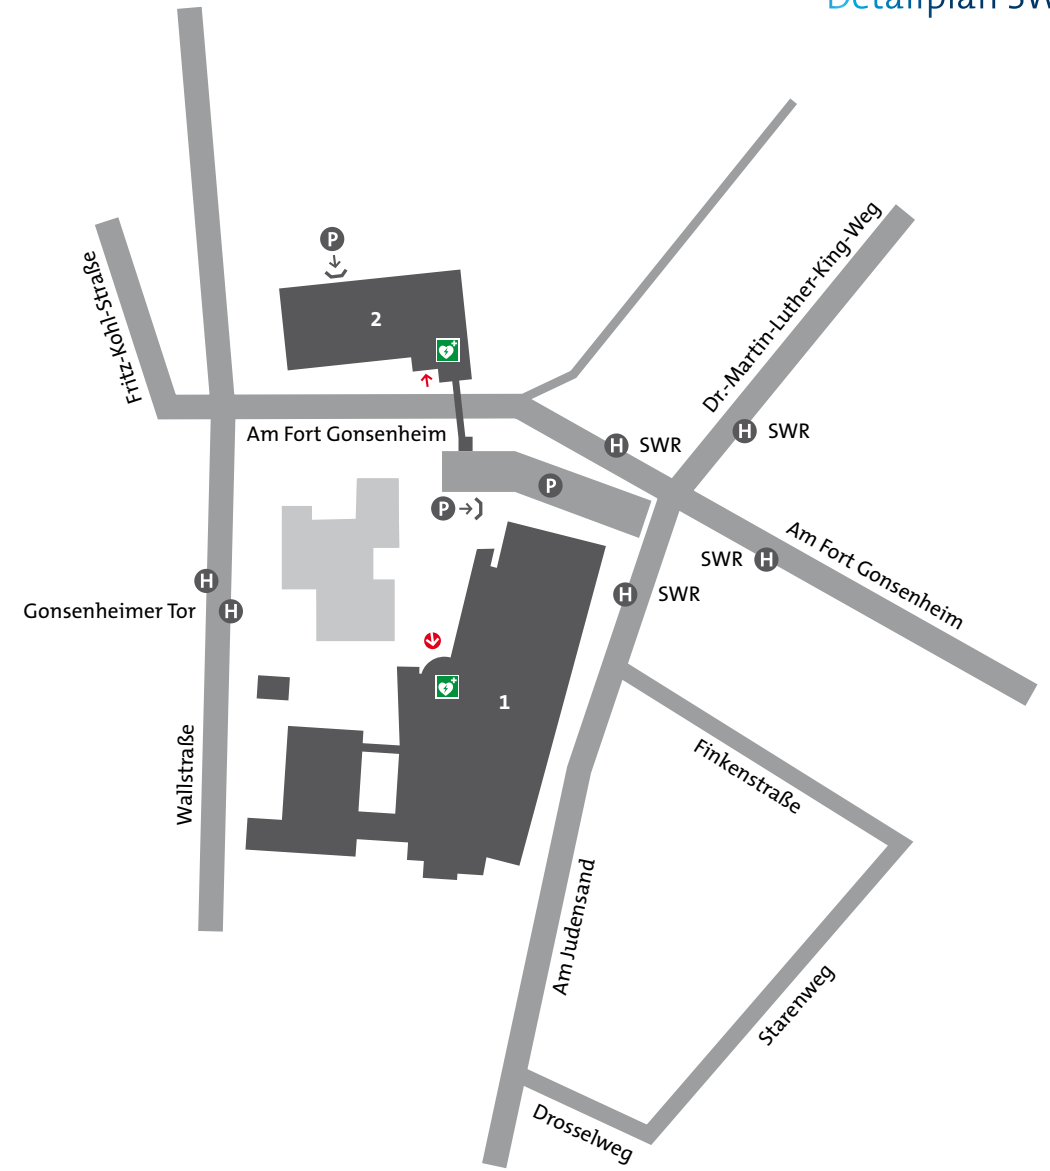 Detailplan SW
Dr.-Martin-Luther-King-Weg
P
Fritz-Kohl-Straße
2
Am Fort Gonsenheim
H SWR
H SWR
P
P
Am Fort Gonsenheim
SWR H
H
Gonsenheimer Tor H
H SWR
1
Wallstraße
Finkenstraße
Am Judensand
Starenweg
Drosselweg